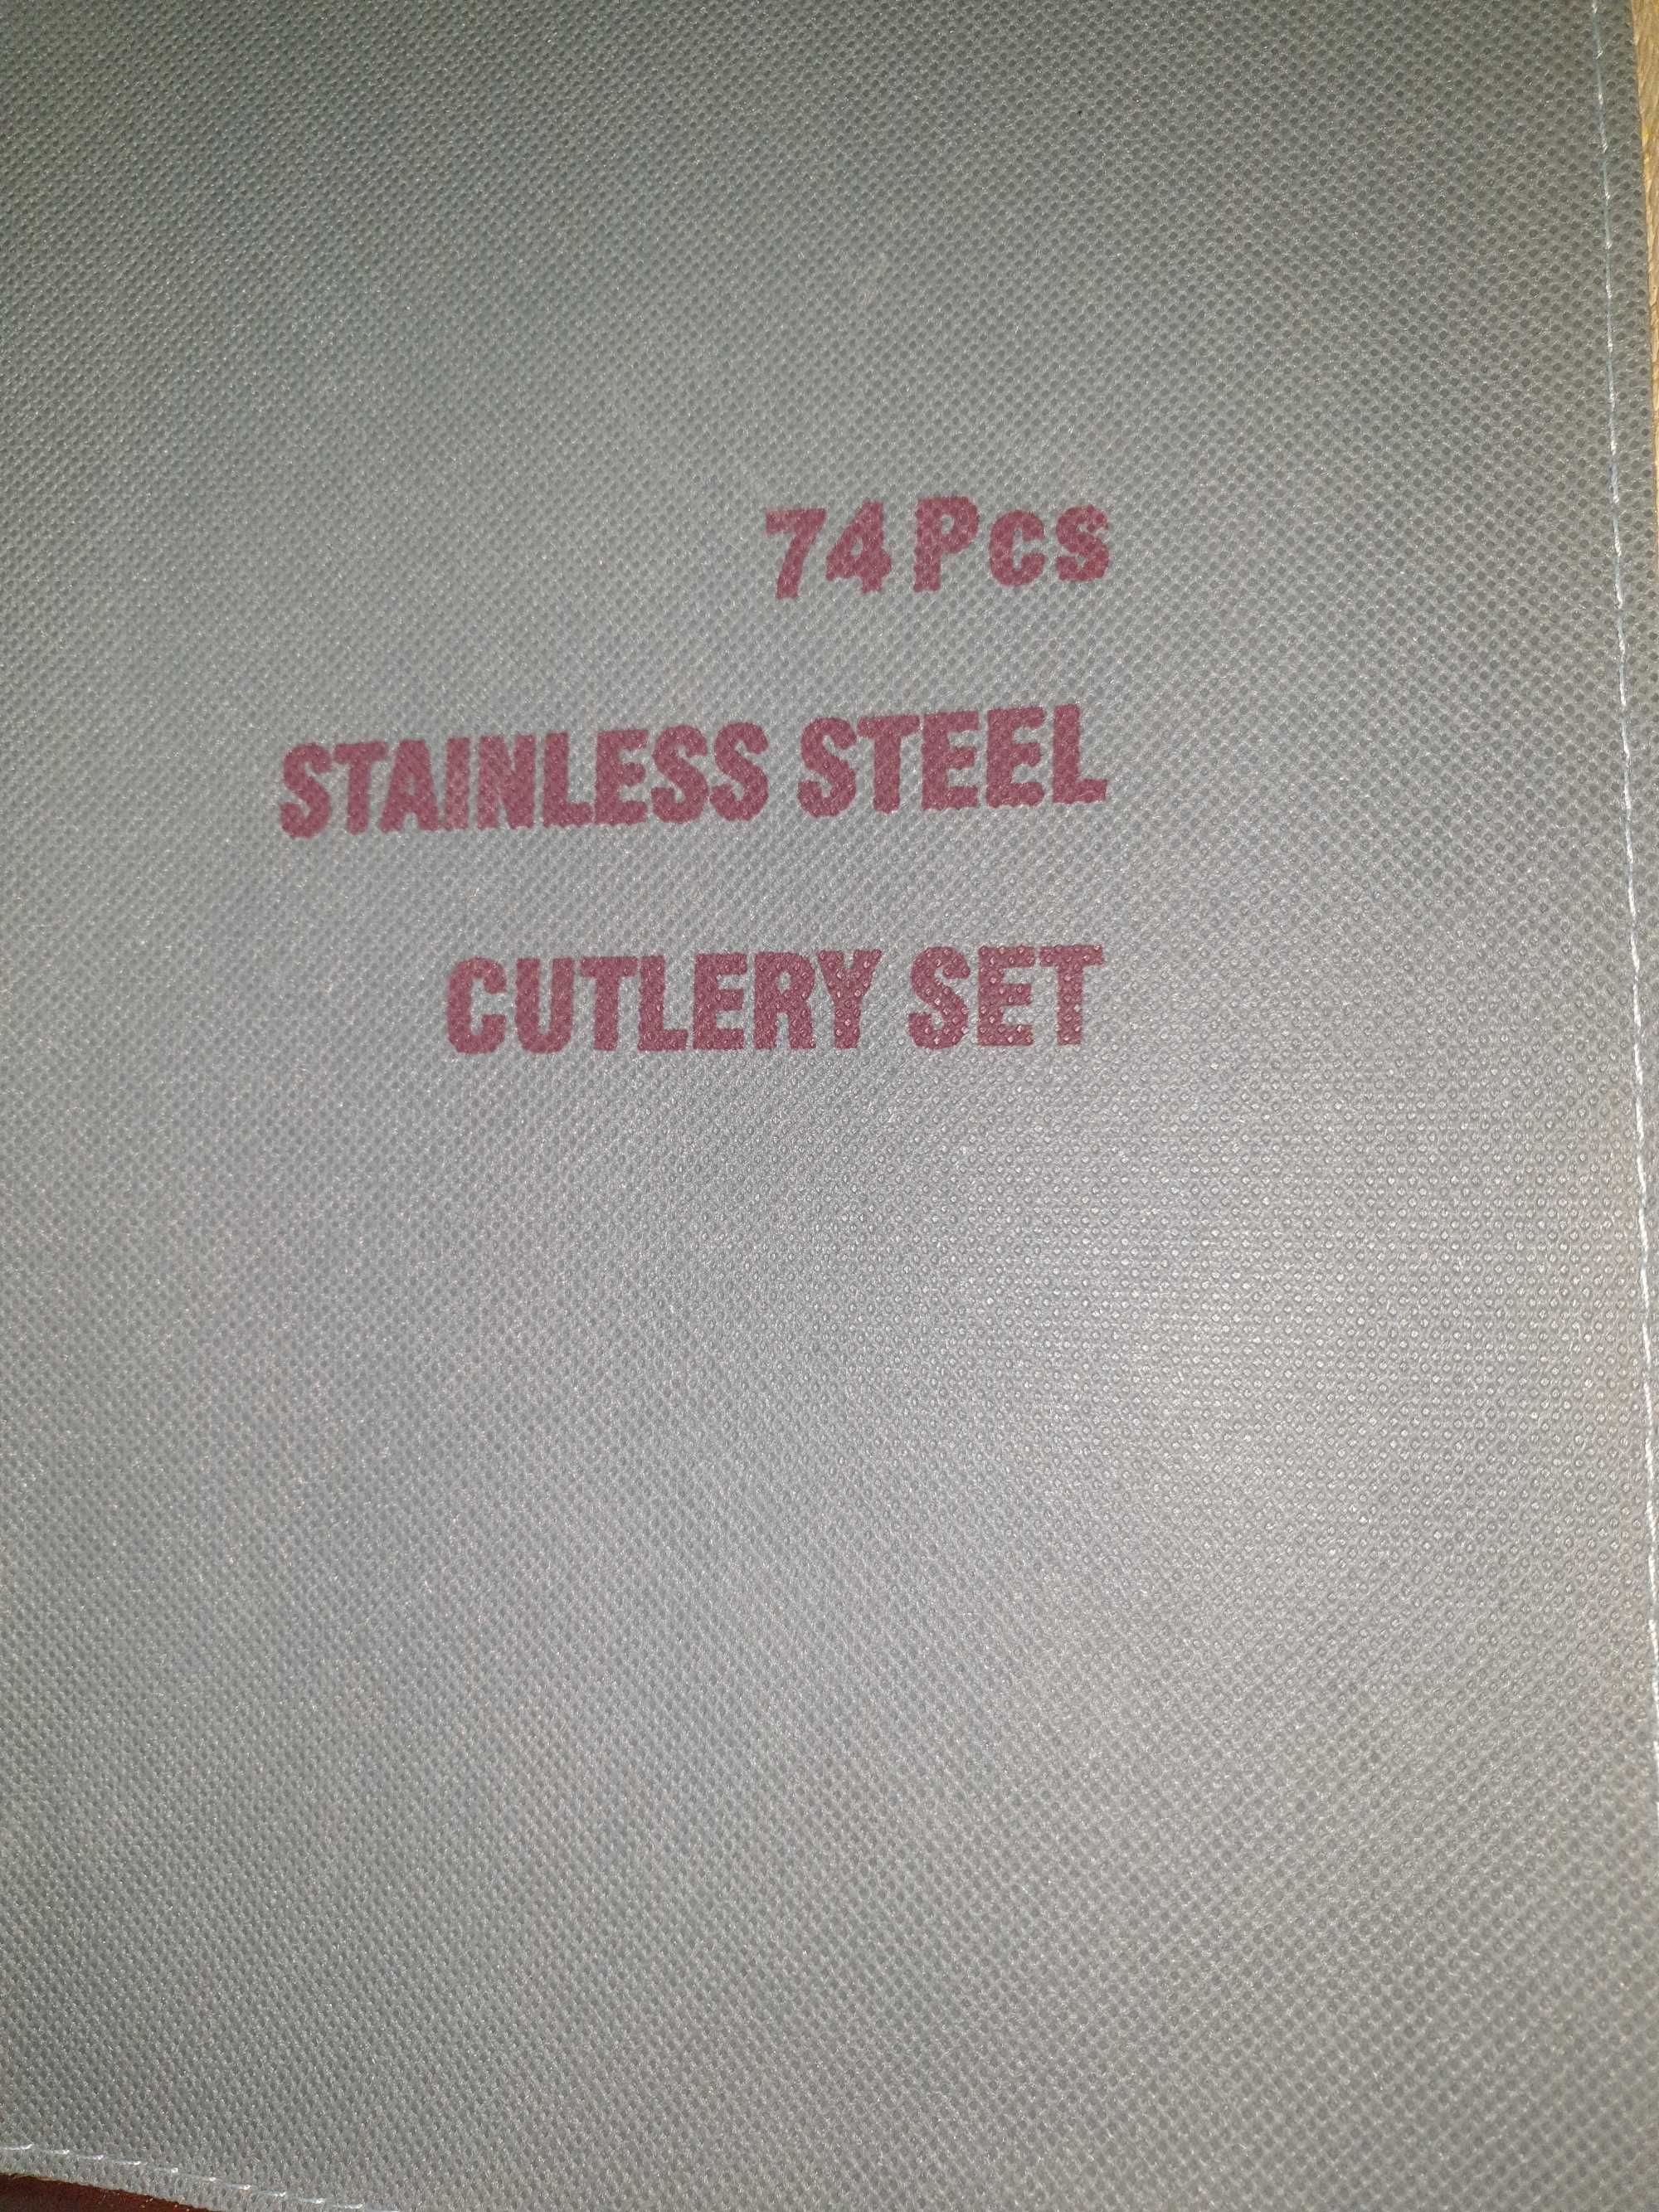 74 Pcs
STAINLESS STEEL
CUTLERY SET